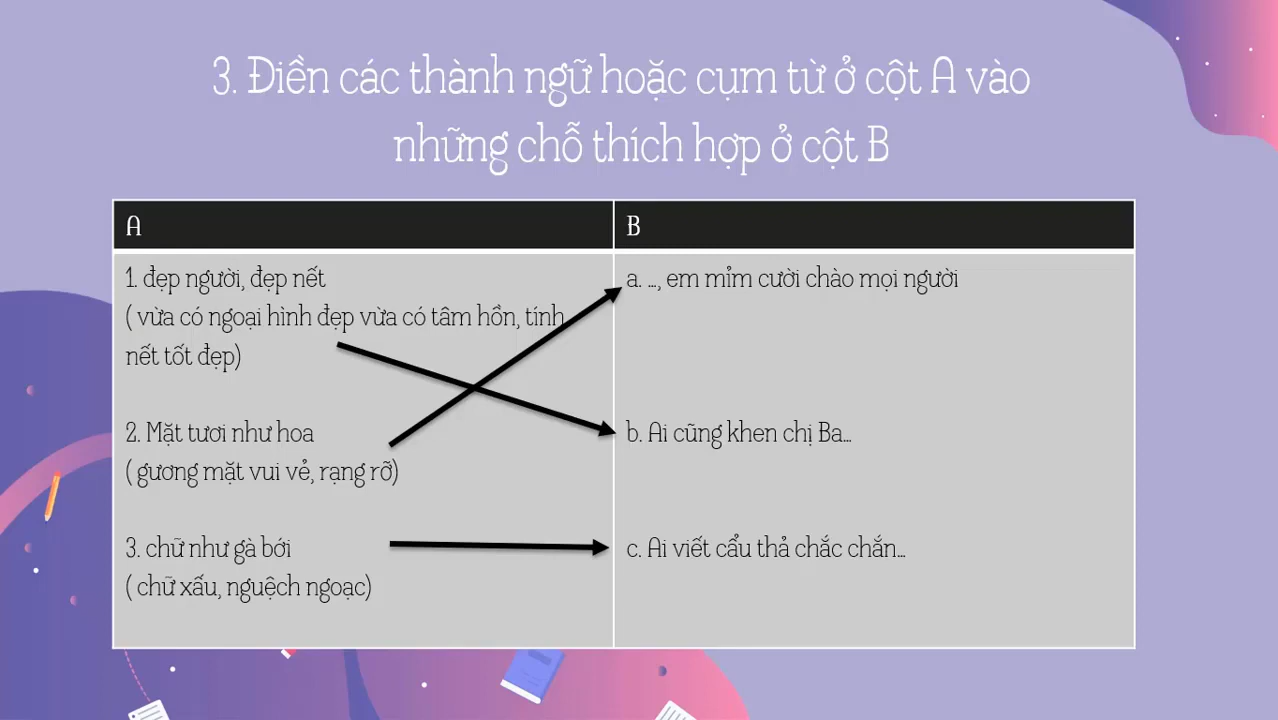 3. Điền các thành ngữ hoặc cụm từ ở cột A vào
những chỗ thích hợp ở cột B
A
B
1. đẹp người, đẹp nết
( vừa có ngoại hình đẹp vừa có tâm hồn, tính
nết tốt đẹp)
2. Mặt tươi như hoa
( gương mặt vui vẻ, rạng rỡ)
3. chữ như gà bới
( chữ xấu, nguệch ngoạc)
a. ..., em mỉm cười chào mọi người
b. Ai cũng khen chị Ba...
c. Ai viết cẩu thả chắc chắn...